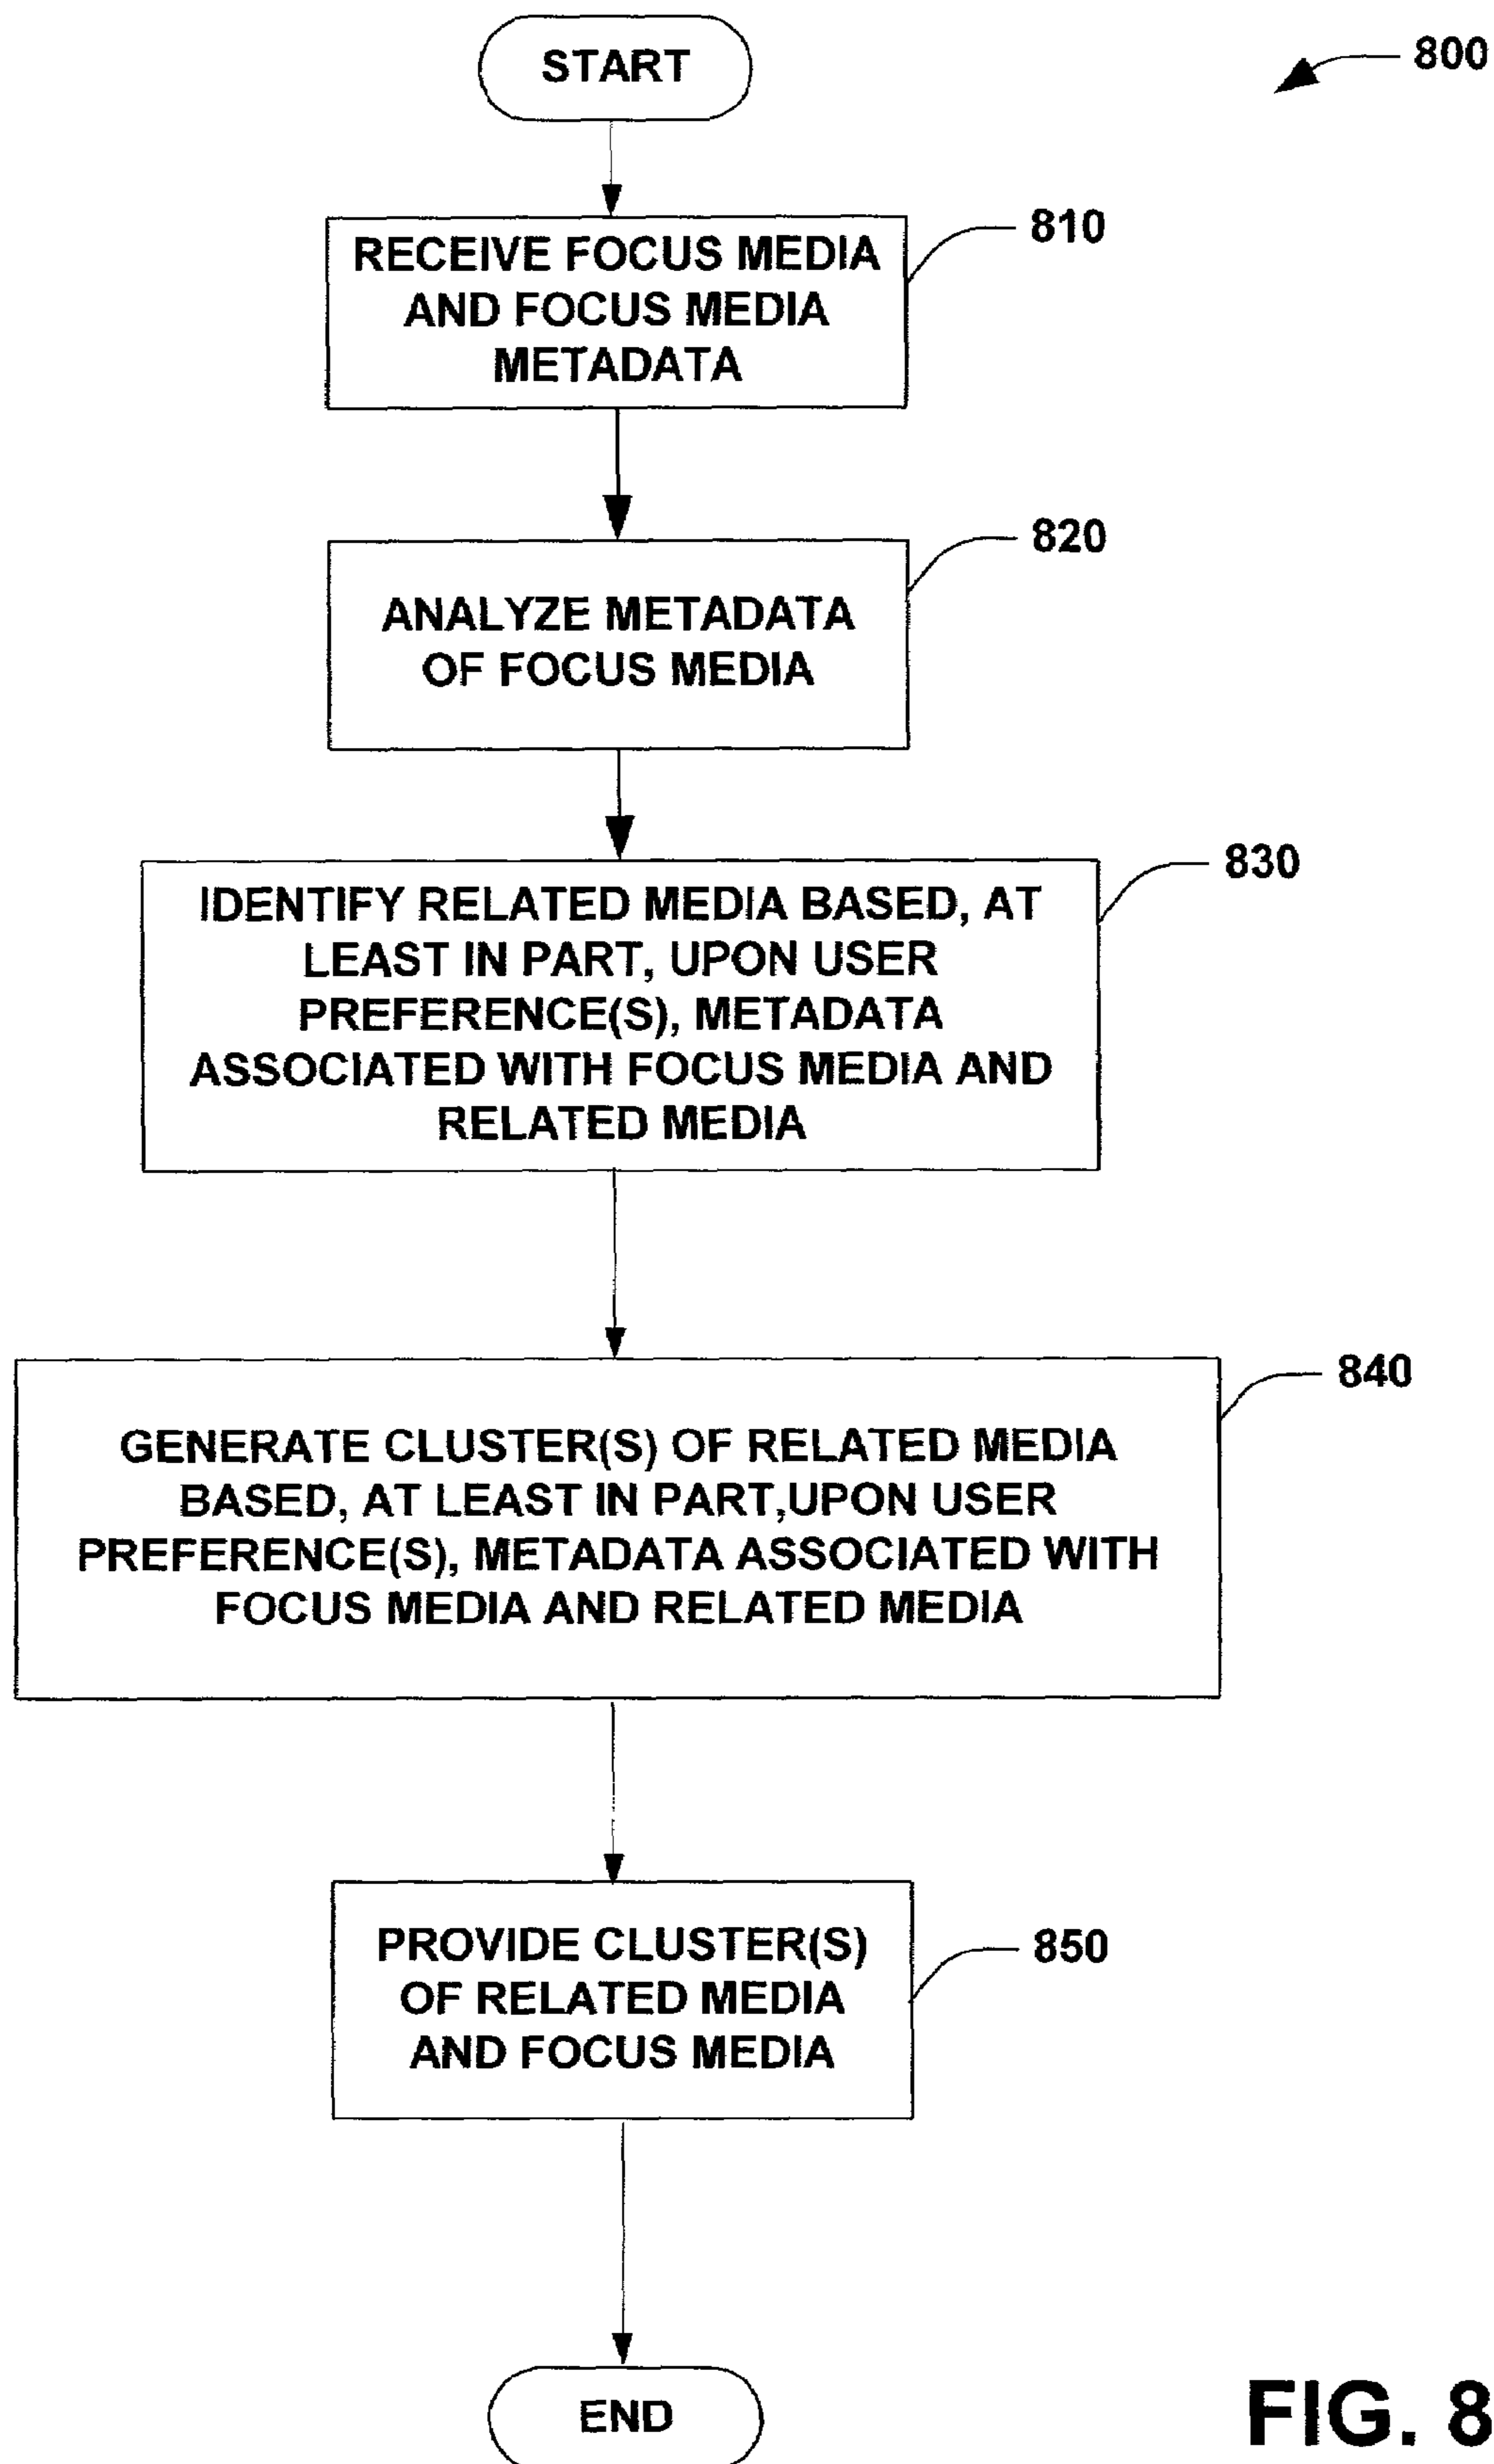 START
800
RECEIVE FOCUS MEDIA
AND FOCUS MEDIA
METADATA
810
ANALYZE METADATA
OF FOCUS MEDIA
820
IDENTIFY RELATED MEDIA BASED, AT
LEAST IN PART, UPON USER
PREFERENCE(S), METADATA
ASSOCIATED WITH FOCUS MEDIA AND
RELATED MEDIA
830
GENERATE CLUSTER(S) OF RELATED MEDIA
BASED, AT LEAST IN PART,UPON USER
PREFERENCE(S), METADATA ASSOCIATED WITH
FOCUS MEDIA AND RELATED MEDIA
840
PROVIDE CLUSTER(S)
OF RELATED MEDIA
AND FOCUS MEDIA
850
END
FIG. 8